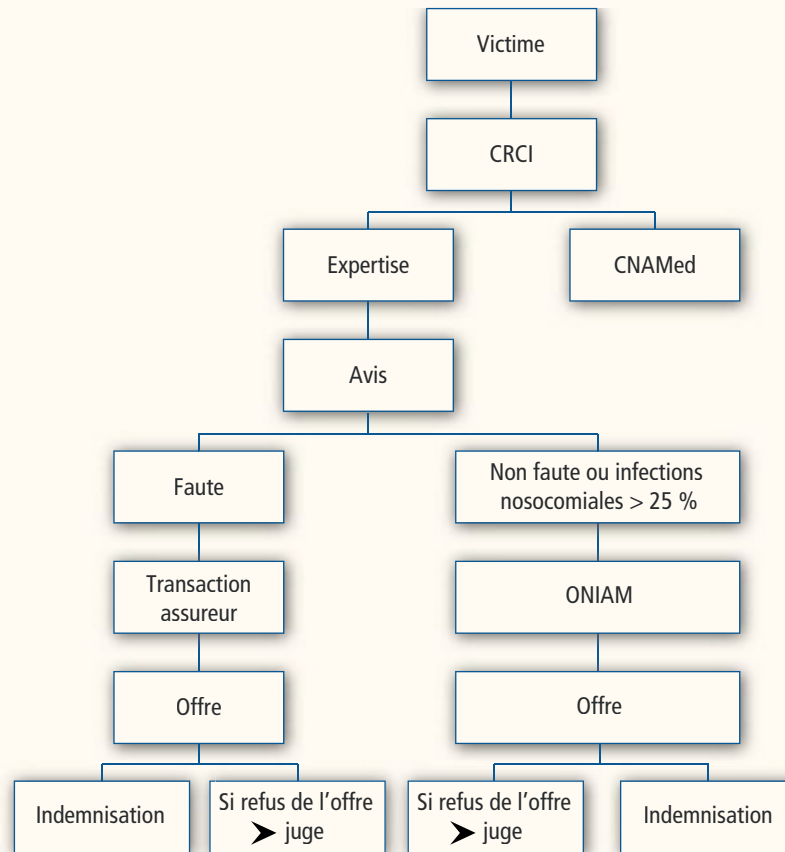 Victime
CRCI
Expertise
CNAMed
Avis
Faute
Non faute ou infections
nosocomiales > 25 %
Transaction
assureur
ONIAM
Offre
Offre
Indemnisation
Si refus de l’offre
➤ juge
Si refus de l’offre
➤ juge
Indemnisation